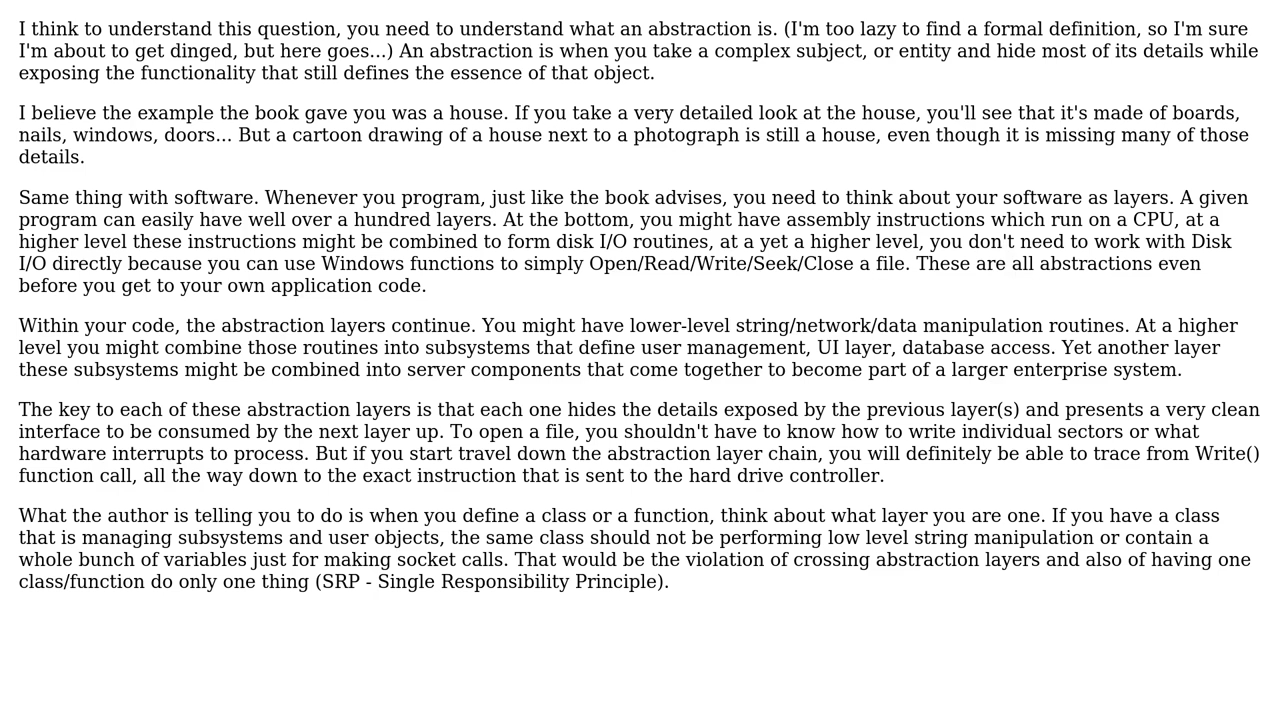 I think to understand this question, you need to understand what an abstraction is. (I'm too lazy to find a formal definition, so I'm sure
I'm about to get dinged, but here goes...) An abstraction is when you take a complex subject, or entity and hide most of its details while
exposing the functionality that still defines the essence of that object.
I believe the example the book gave you was a house. If you take a very detailed look at the house, you'll see that it's made of boards,
nails, windows, doors... But a cartoon drawing of a house next to a photograph is still a house, even though it is missing many of those
details.
Same thing with software. Whenever you program, just like the book advises, you need to think about your software as layers. A given
program can easily have well over a hundred layers. At the bottom, you might have assembly instructions which run on a CPU, at a
higher level these instructions might be combined to form disk I/O routines, at a yet a higher level, you don't need to work with Disk
I/O directly because you can use Windows functions to simply Open/Read/Write/Seek/Close a file. These are all abstractions even
before you get to your own application code.
Within your code, the abstraction layers continue. You might have lower-level string/network/data manipulation routines. At a higher
level you might combine those routines into subsystems that define user management, UI layer, database access. Yet another layer
these subsystems might be combined into server components that come together to become part of a larger enterprise system.
The key to each of these abstraction layers is that each one hides the details exposed by the previous layer(s) and presents a very clean
interface to be consumed by the next layer up. To open a file, you shouldn't have to know how to write individual sectors or what
hardware interrupts to process. But if you start travel down the abstraction layer chain, you will definitely be able to trace from Write()
function call, all the way down to the exact instruction that is sent to the hard drive controller.
What the author is telling you to do is when you define a class or a function, think about what layer you are one. If you have a class
that is managing subsystems and user objects, the same class should not be performing low level string manipulation or contain a
whole bunch of variables just for making socket calls. That would be the violation of crossing abstraction layers and also of having one
class/function do only one thing (SRP - Single Responsibility Principle).